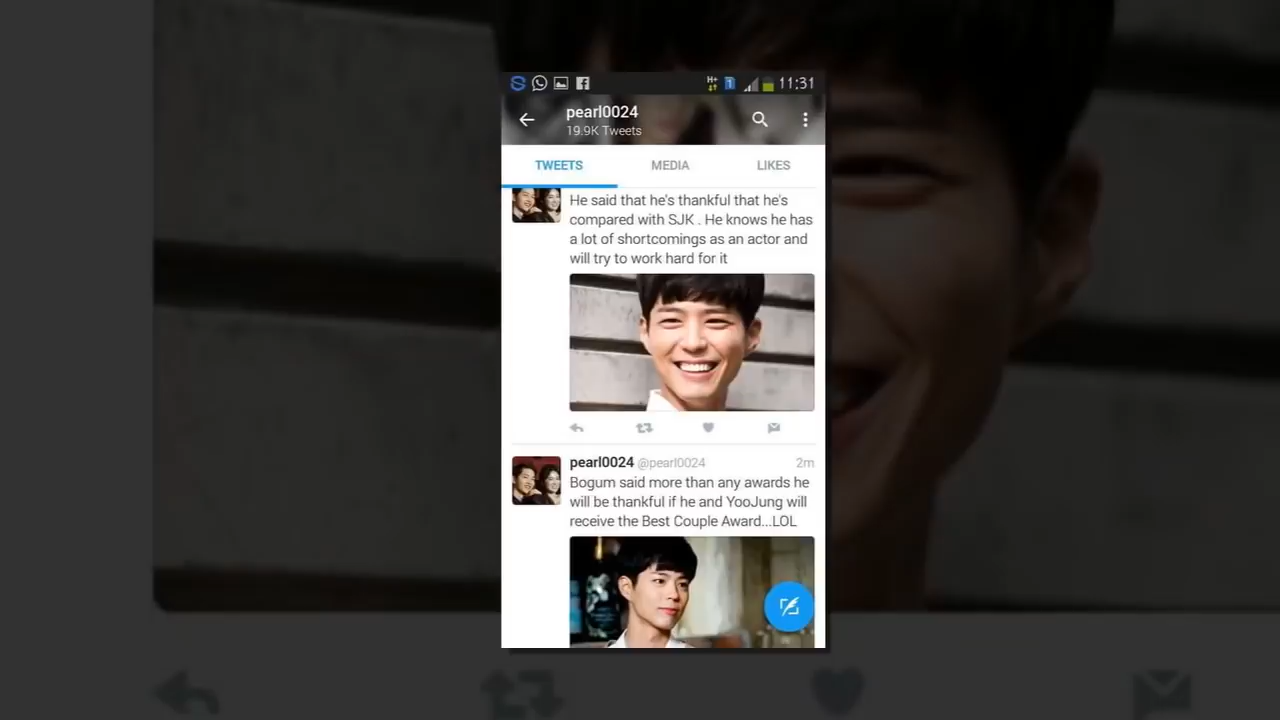 H+ 1 11:31
pearl0024
19.9K Tweets
TWEETS MEDIA LIKES
He said that he's thankful that he's
compared with SJK . He knows he has
a lot of shortcomings as an actor and
will try to work hard for it
pearl0024 @pearl0024 2m
Bogum said more than any awards he
will be thankful if he and YooJung will
receive the Best Couple Award...LOL